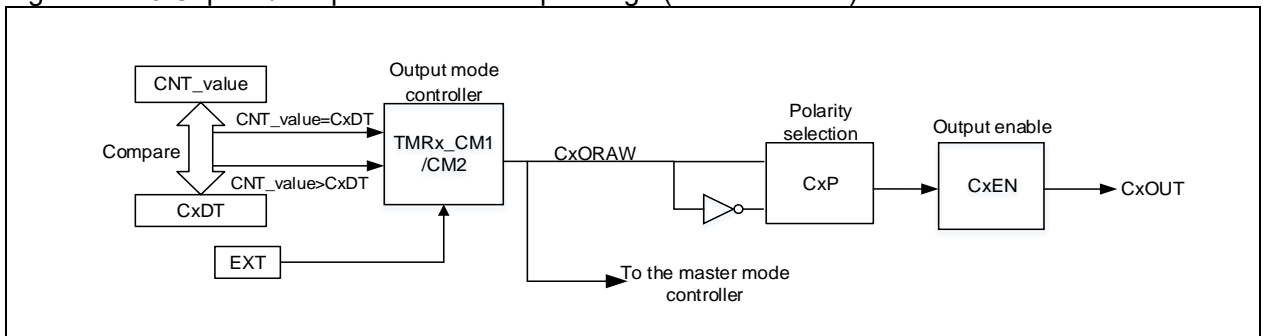 CNT_value
Compare
CxDT
CNT_value=CxDT
CNT_value>CxDT
EXT
Output mode
controller
TMRx_CM1
/CM2
CxORAW
To the master mode
controller
Polarity
selection
CxP
Output enable
CxEN
CxOUT